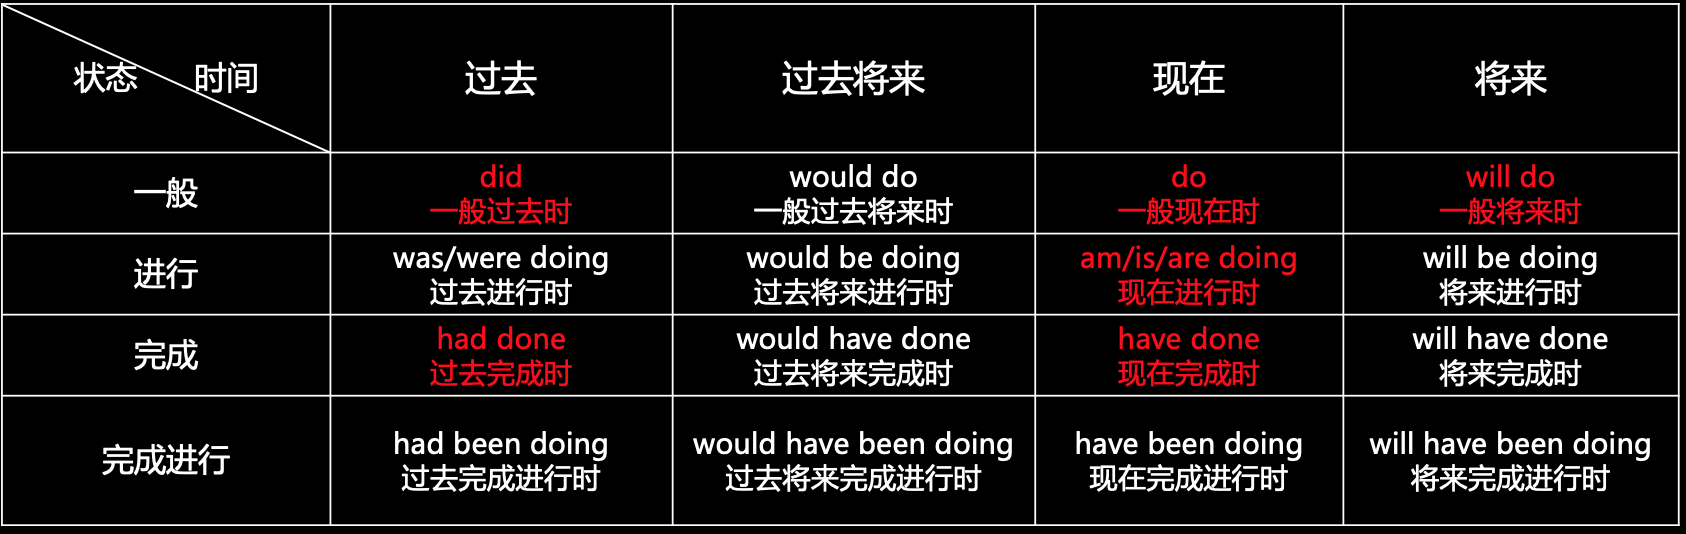 状态 时间 过去 过去将来 现在 将来
一般
did
一般过去时
would do
一般过去将来时
do
一般现在时
will do
一般将来时
进行
was/were doing
过去进行时
would be doing
过去将来进行时
am/is/are doing
现在进行时
will be doing
将来进行时
完成
had done
过去完成时
would have done
过去将来完成时
have done
现在完成时
will have done
将来完成时
完成进行
had been doing
过去完成进行时
would have been doing
过去将来完成进行时
have been doing
现在完成进行时
will have been doing
将来完成进行时